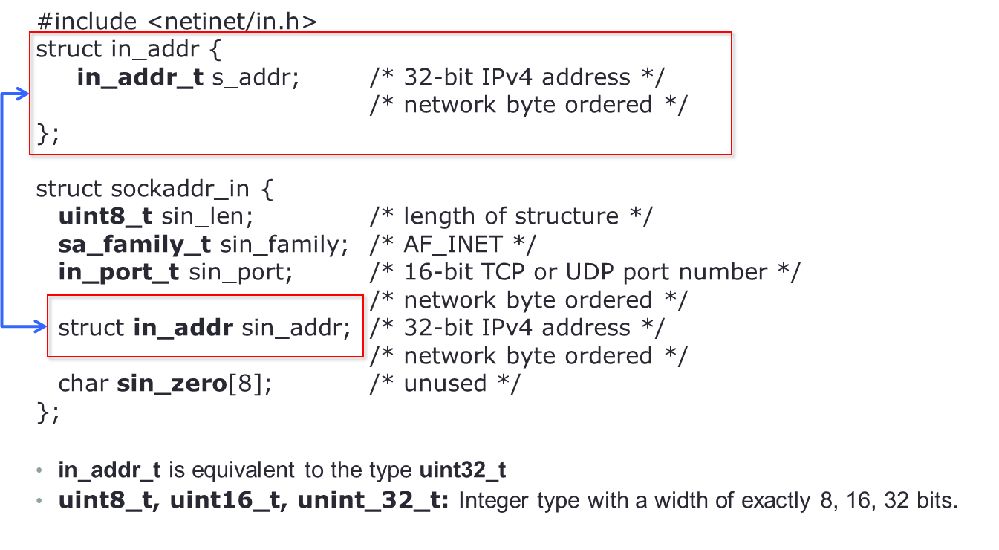 #include <netinet/in.h>
struct in_addr {
in_addr_t s_addr; /* 32-bit IPv4 address */
/* network byte ordered */
};
struct sockaddr_in {
uint8_t sin_len; /* length of structure */
sa_family_t sin_family; /* AF_INET */
in_port_t sin_port; /* 16-bit TCP or UDP port number */
/* network byte ordered */
struct in_addr sin_addr; /* 32-bit IPv4 address */
/* network byte ordered */
char sin_zero[8]; /* unused */
};
• in_addr_t is equivalent to the type uint32_t
• uint8_t, uint16_t, unint_32_t: Integer type with a width of exactly 8, 16, 32 bits.